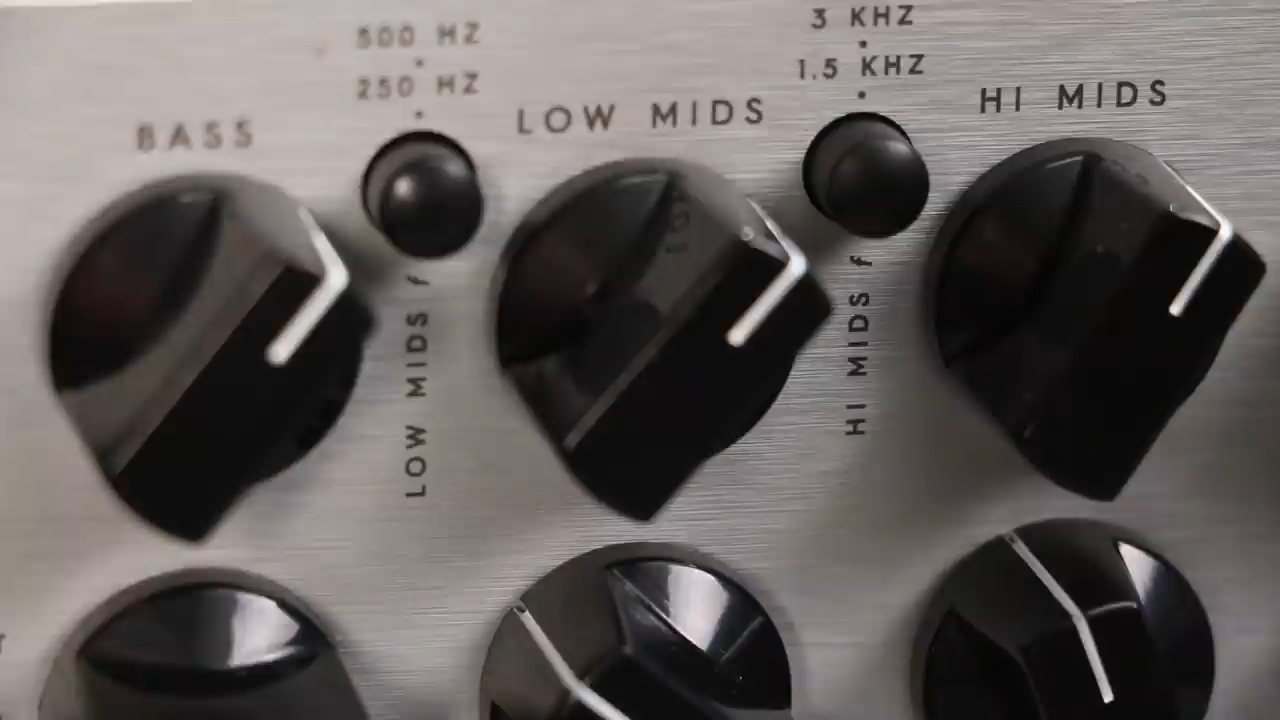 500 HZ
250 HZ
3 KHZ
1.5 KHZ
BASS
LOW MIDS
HI MIDS
LOW MIDS f
HI MIDS f